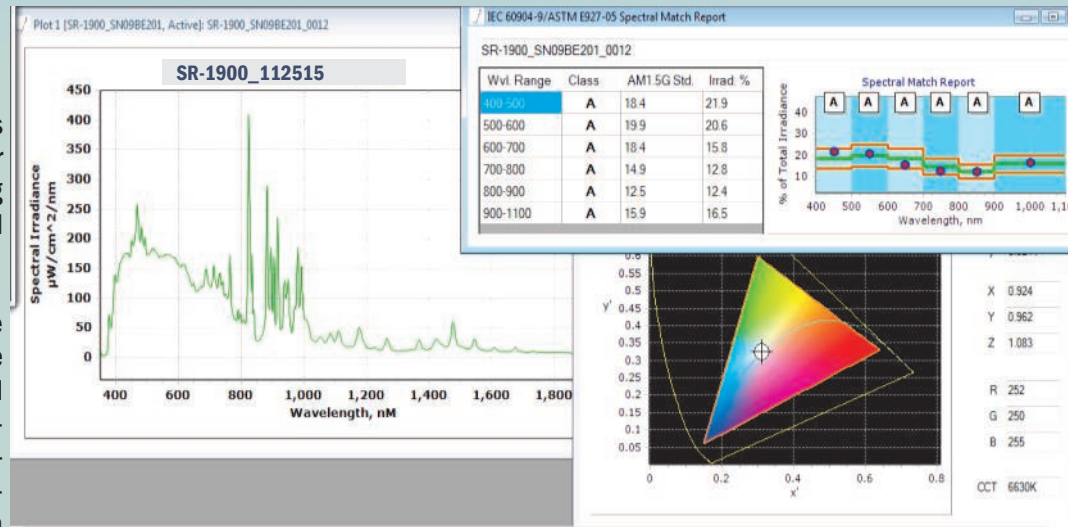 Plot 1 [SR-1900_SN09BE201, Active): SR-1900_SN09BE201_0012
SR-1900_112515
450
400
350
300
250
200
150
100
50
0
Spectral Irradiance
µW/cm^2/nm
400 600 800 1,000 1,200 1,400 1,600 1,800
Wavelength, nM
IEC 60904-9/ASTM E927-05 Spectral Match Report
SR-1900_SN09BE201_0012
Wvl. Range Class AM1.5G Std. Irrad. %
400-500 A 18.4 21.9
500-600 A 19.9 20.6
600-700 A 18.4 15.8
700-800 A 14.9 12.8
800-900 A 12.5 12.4
900-1100 A 15.9 16.5
Spectral Match Report
A A A A A A
% of Total Irradiance
40
30
20
10
400 500 600 700 800 900 1,000
Wavelength, nm
0.6
0.5
0.45
0.4
0.35
0.3
0.25
0.2
0.15
0.1
0.05
y'
0 0.2 0.4 0.6 0.8
x'
X 0.924
Y 0.962
Z 1.083
R 252
G 250
B 255
CCT 6630K